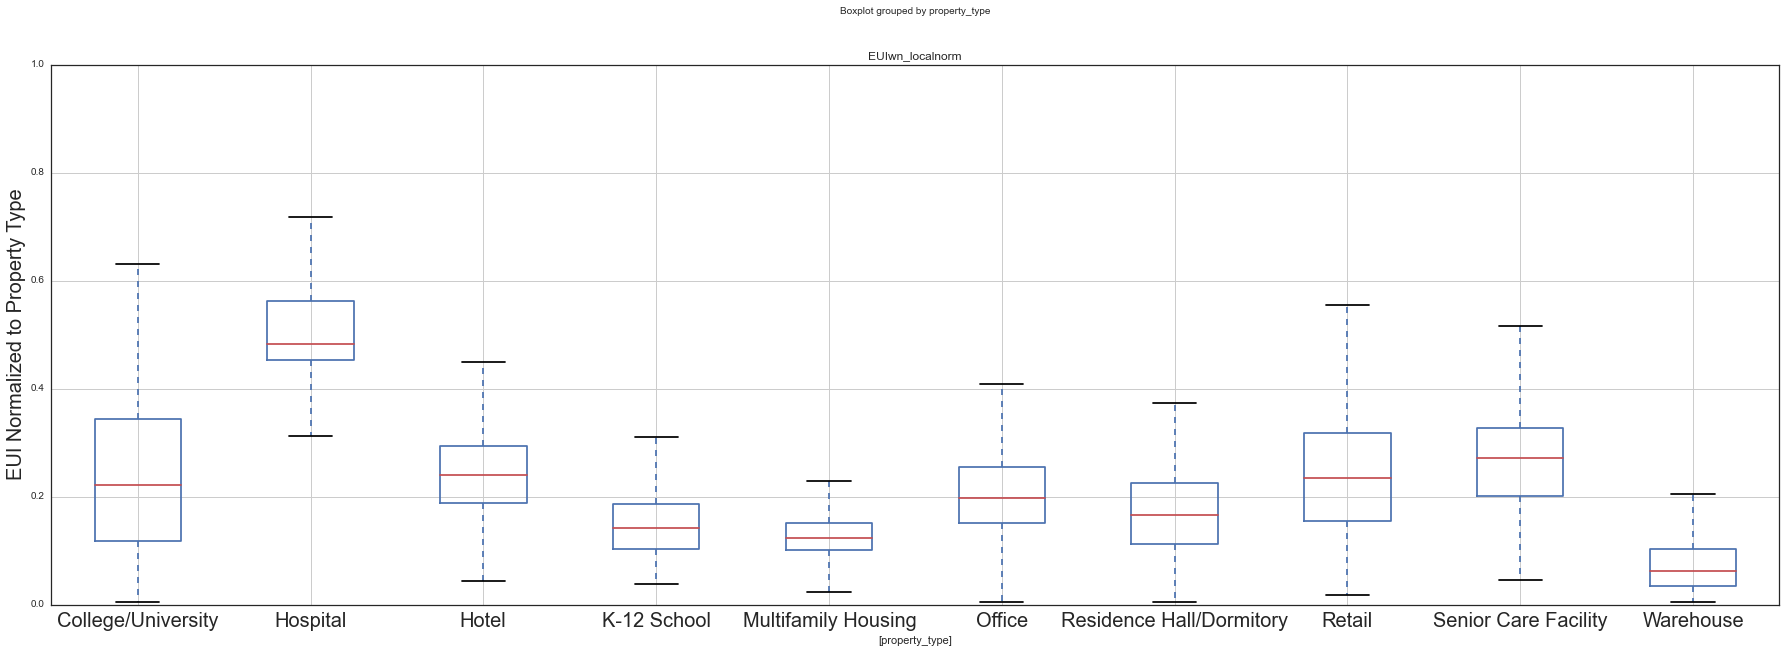 Boxplot grouped by property_type
EUIwn_localnorm
EUI Normalized to Property Type
1.0
0.8
0.6
0.4
0.2
0.0
College/University Hospital Hotel K-12 School Multifamily Housing Office Residence Hall/Dormitory Retail Senior Care Facility Warehouse
[property_type]